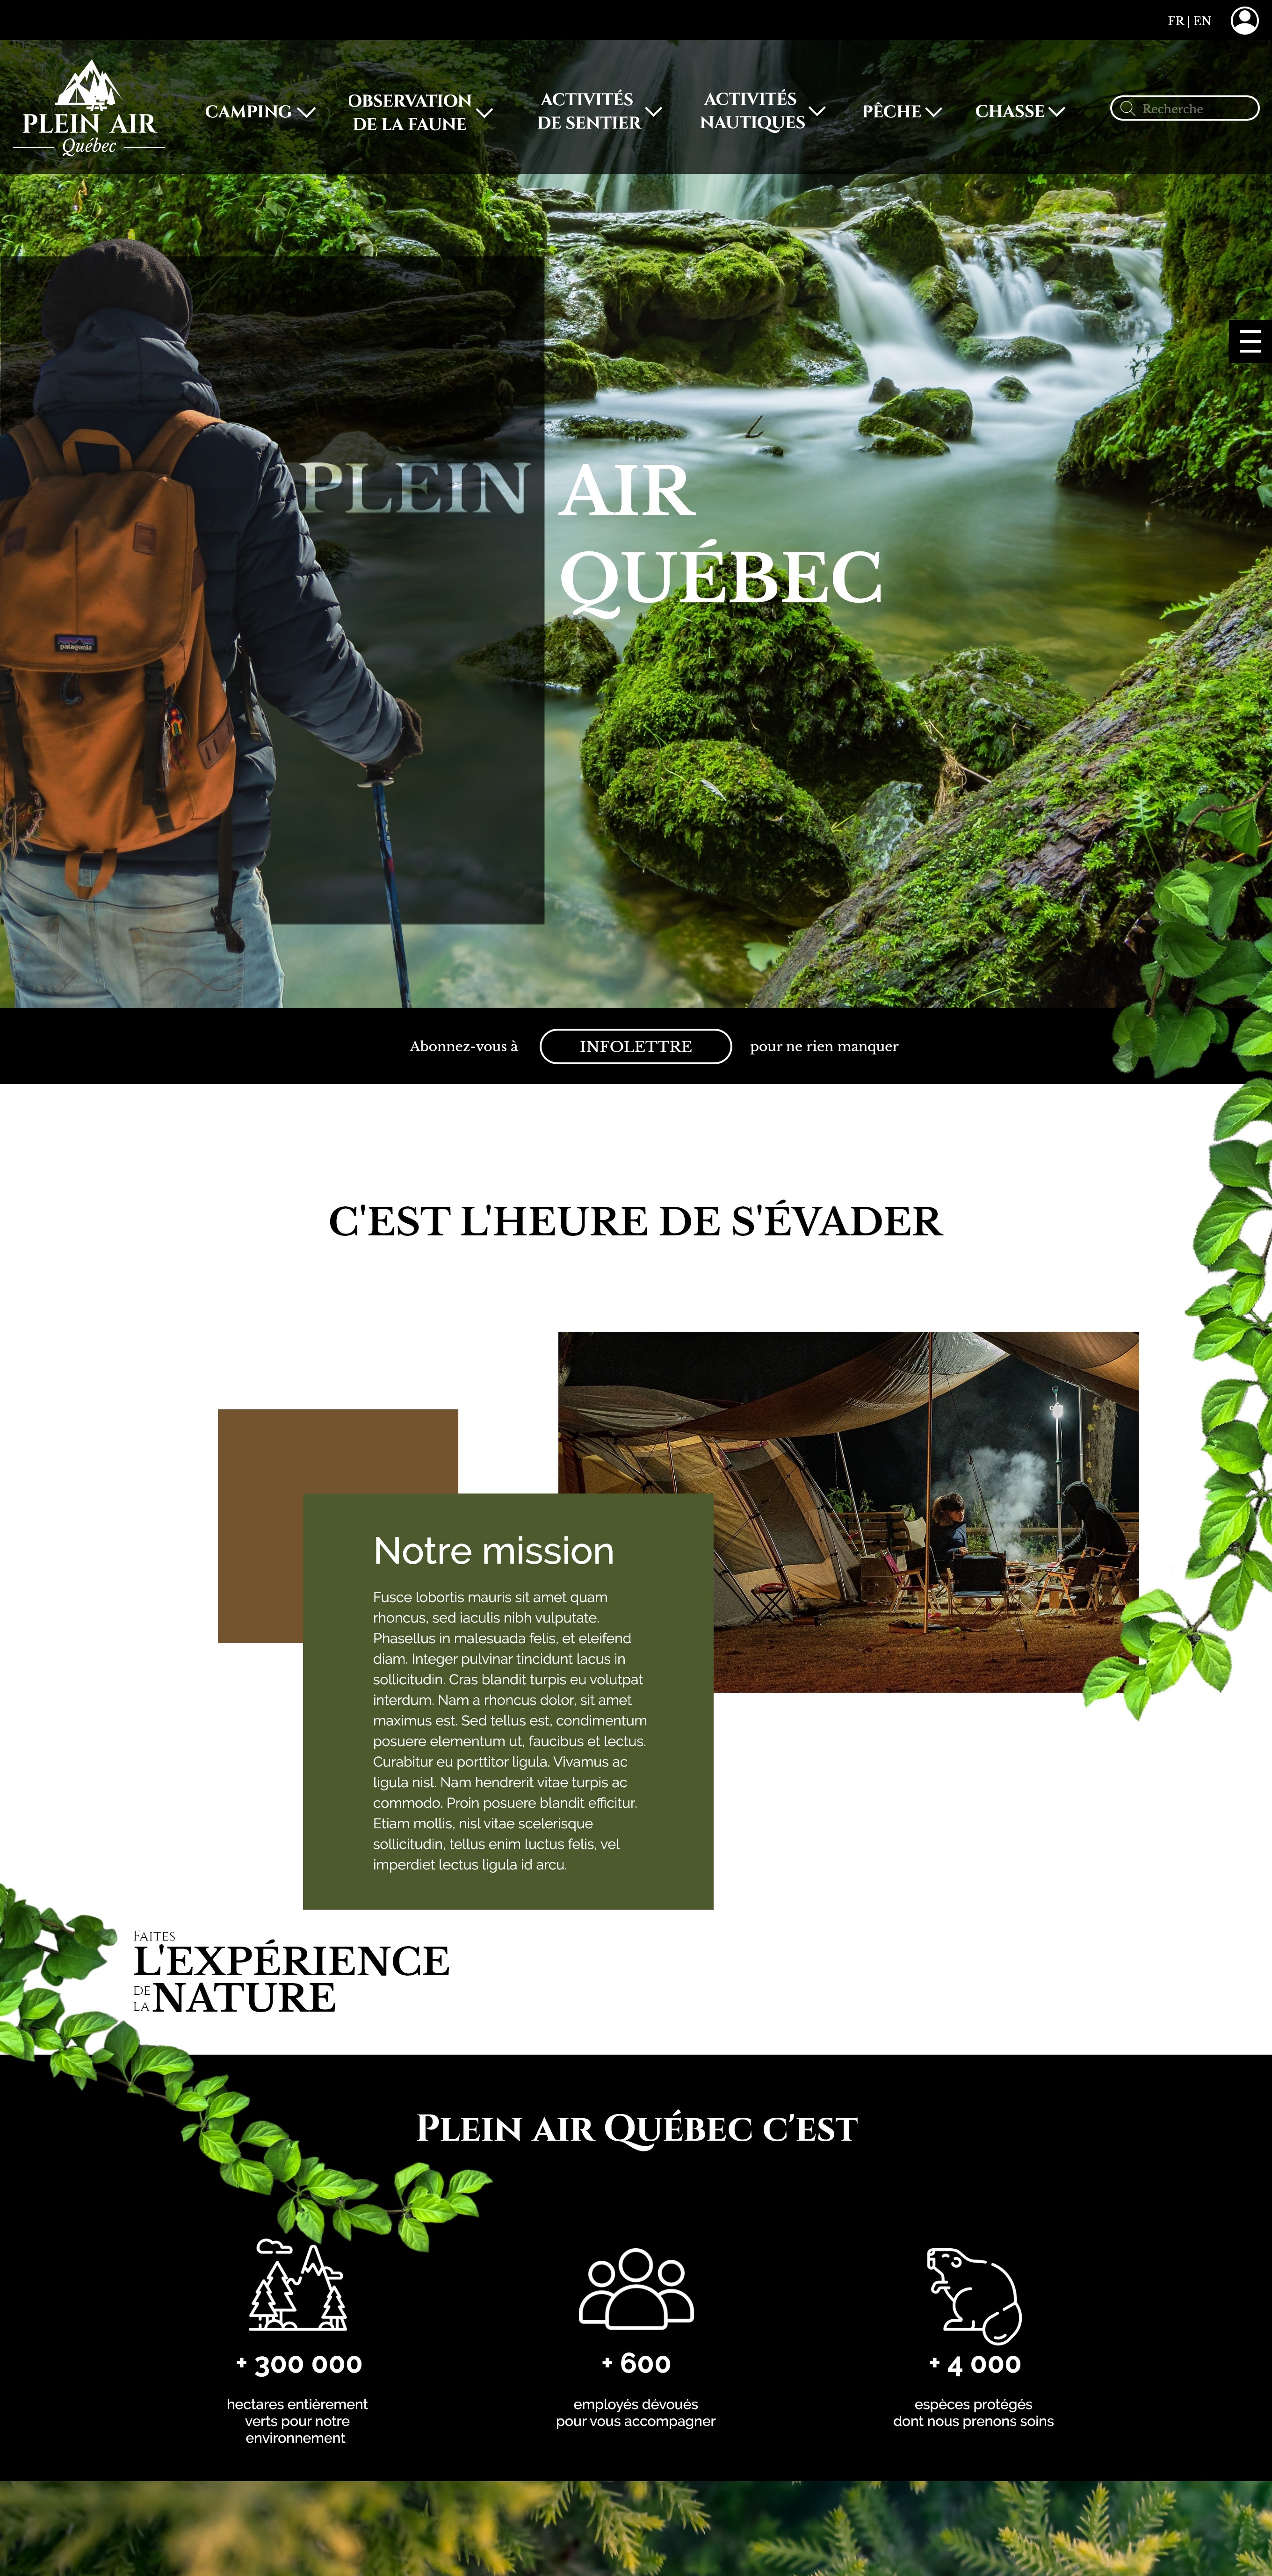 FR | EN
PLEIN AIR
Québec
CAMPING
OBSERVATION
DE LA FAUNE
ACTIVITÉS
DE SENTIER
ACTIVITÉS
NAUTIQUES
PÊCHE
CHASSE
Recherche
PLEIN AIR
QUÉBEC
patagonia
Abonnez-vous à INFOLETTRE pour ne rien manquer
C'EST L'HEURE DE S'ÉVADER
Notre mission
Fusce lobortis mauris sit amet quam
rhoncus, sed iaculis nibh vulputate.
Phasellus in malesuada felis, et eleifend
diam. Integer pulvinar tincidunt lacus in
sollicitudin. Cras blandit turpis eu volutpat
interdum. Nam a rhoncus dolor, sit amet
maximus est. Sed tellus est, condimentum
posuere elementum ut, faucibus et lectus.
Curabitur eu porttitor ligula. Vivamus ac
ligula nisl. Nam hendrerit vitae turpis ac
commodo. Proin posuere blandit efficitur.
Etiam mollis, nisl vitae scelerisque
sollicitudin, tellus enim luctus felis, vel
imperdiet lectus ligula id arcu.
FAITES
L'EXPÉRIENCE
DE LA NATURE
PLEIN AIR QUÉBEC C'EST
+ 300 000
hectares entièrement
verts pour notre
environnement
+ 600
employés dévoués
pour vous accompagner
+ 4 000
espèces protégés
dont nous prenons soins